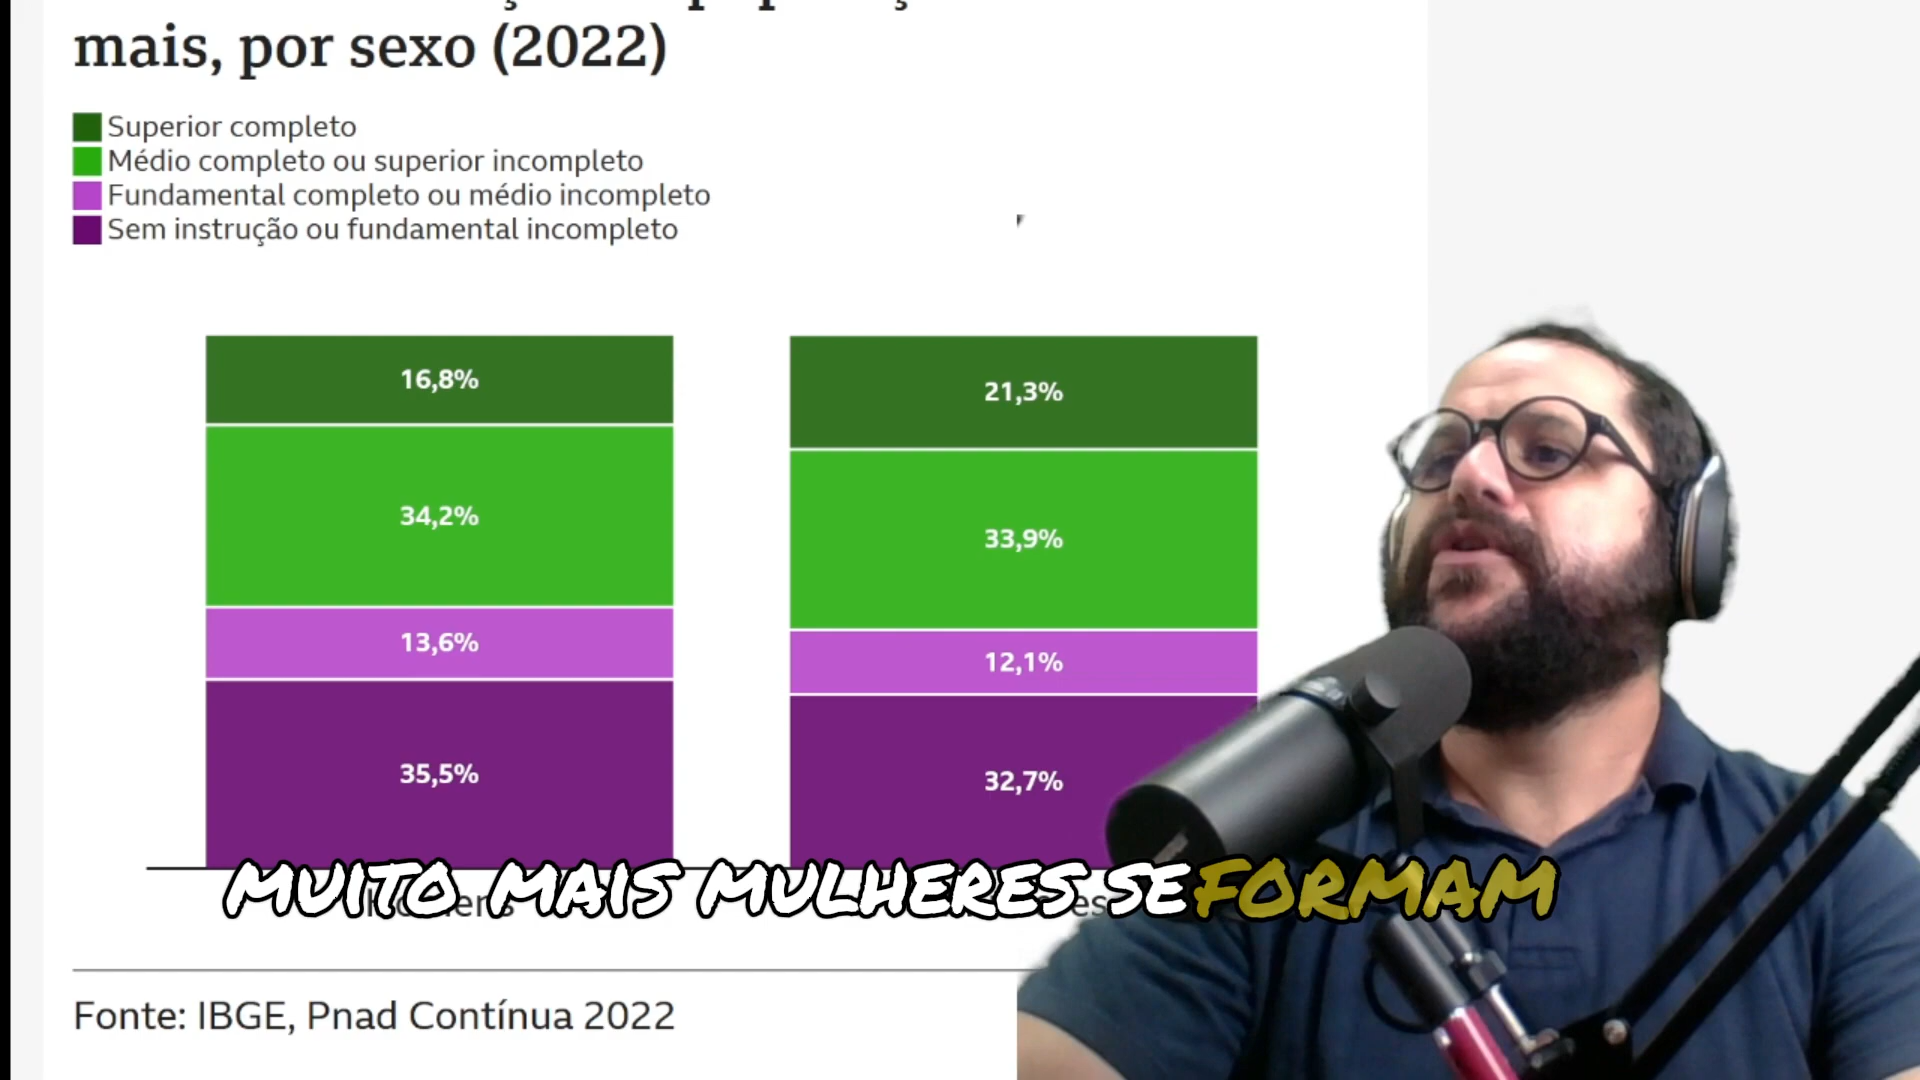 mais, por sexo (2022)
Superior completo
Médio completo ou superior incompleto
Fundamental completo ou médio incompleto
Sem instrução ou fundamental incompleto
16,8%
34,2%
13,6%
35,5%
21,3%
33,9%
12,1%
32,7%
MUITO MAIS MULHERES SE FORMAM
Fonte: IBGE, Pnad Contínua 2022